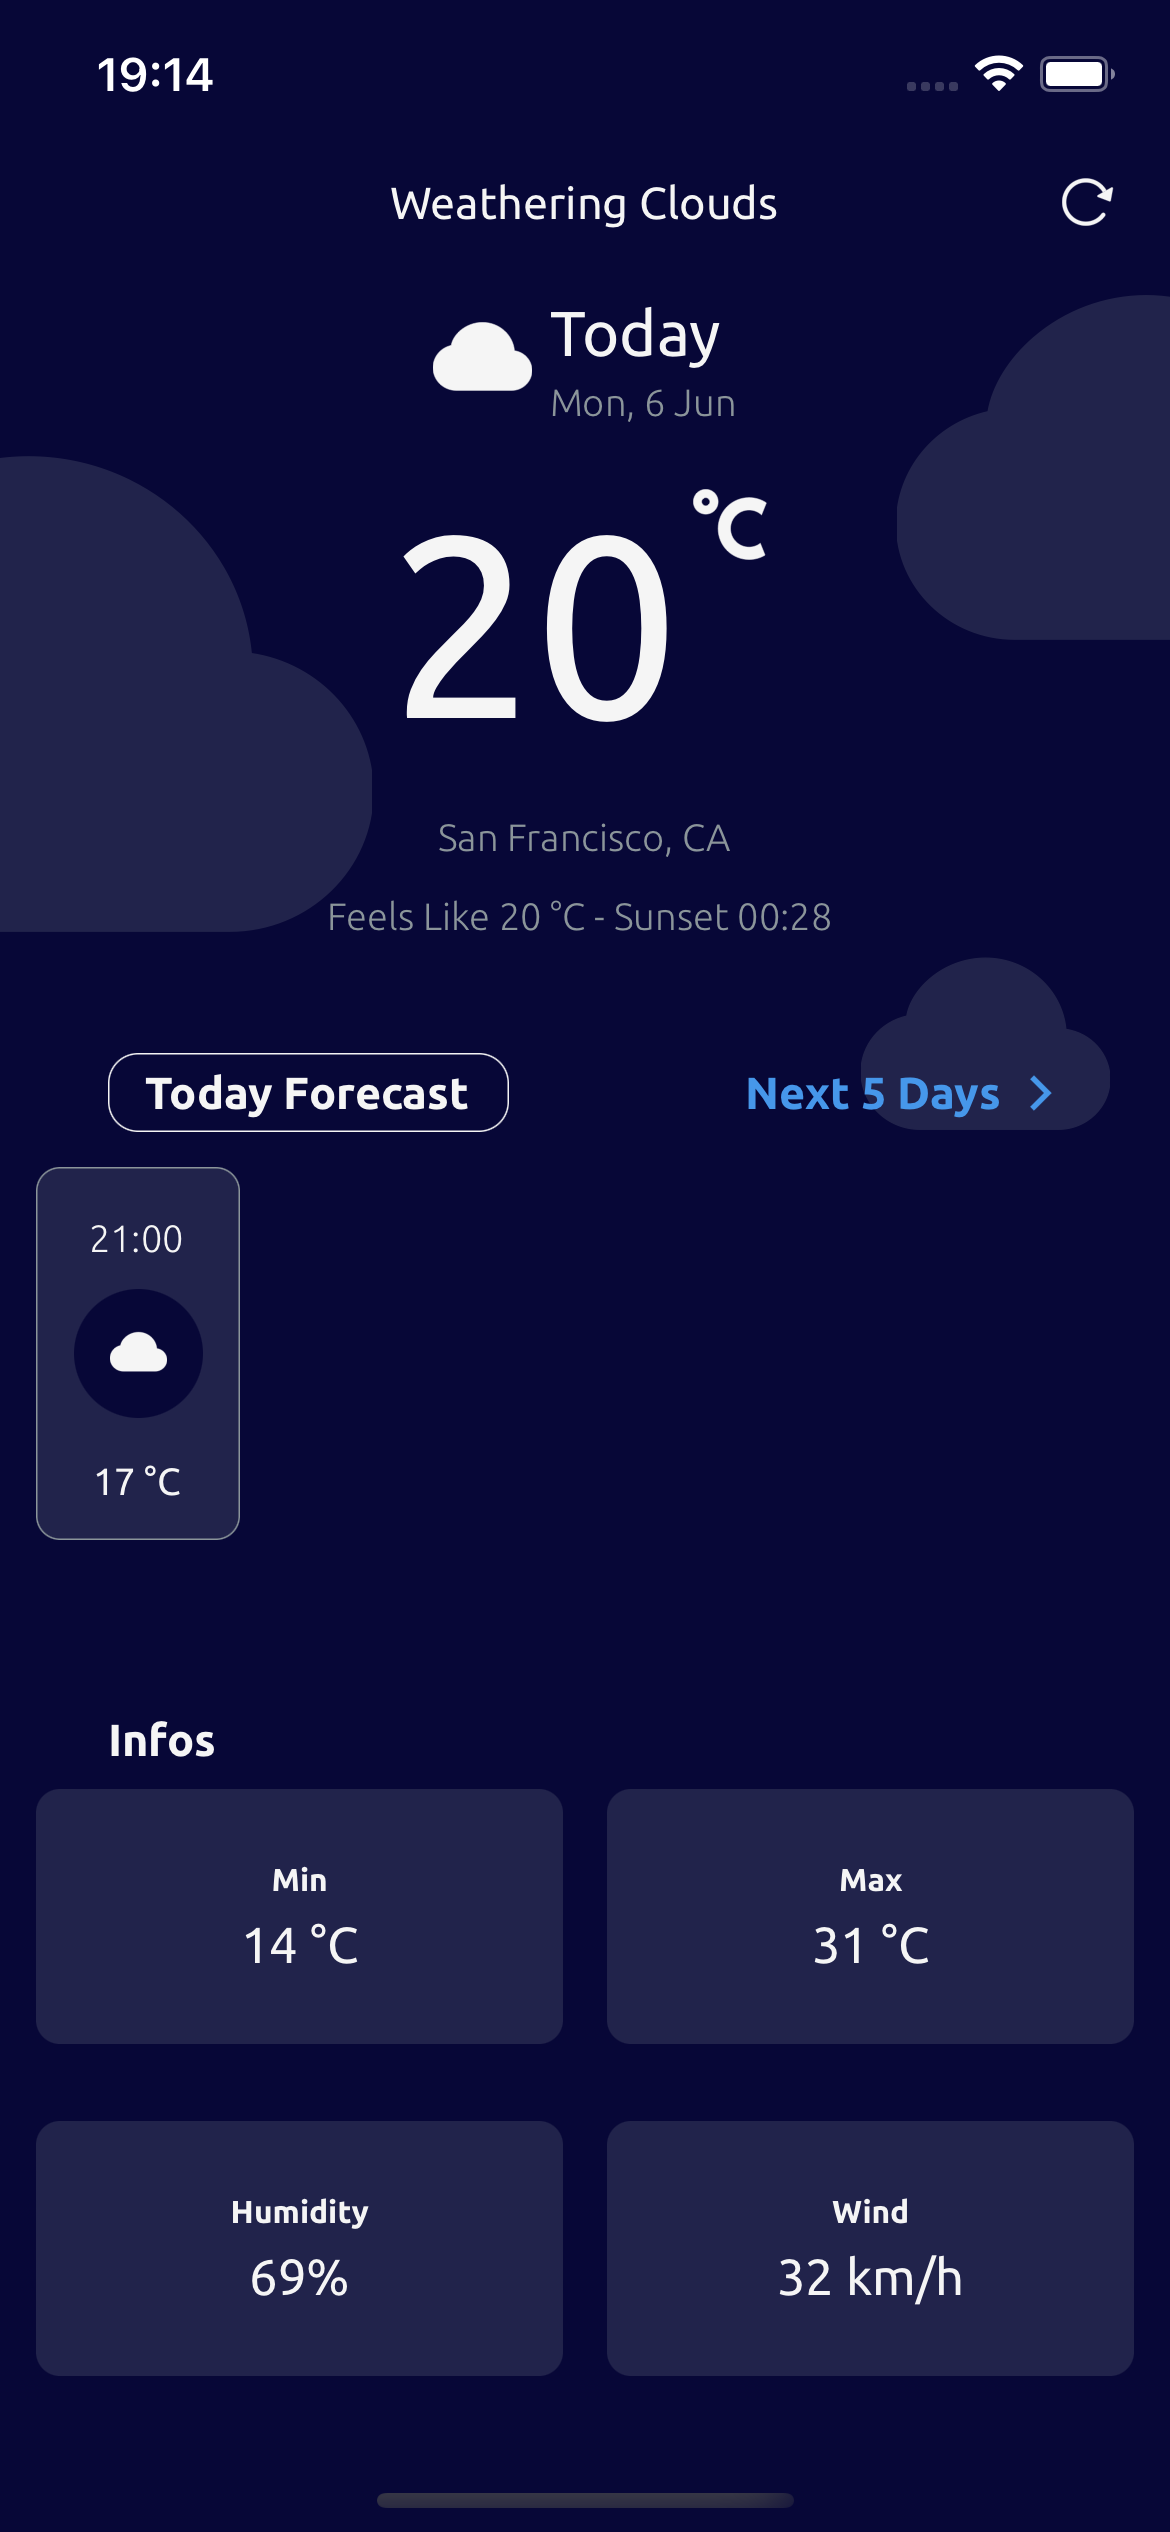 19:14
Weathering Clouds
Today
Mon, 6 Jun
20 °C
San Francisco, CA
Feels Like 20 °C - Sunset 00:28
Today Forecast
Next 5 Days
21:00
17 °C
Infos
Min
14 °C
Max
31 °C
Humidity
69%
Wind
32 km/h